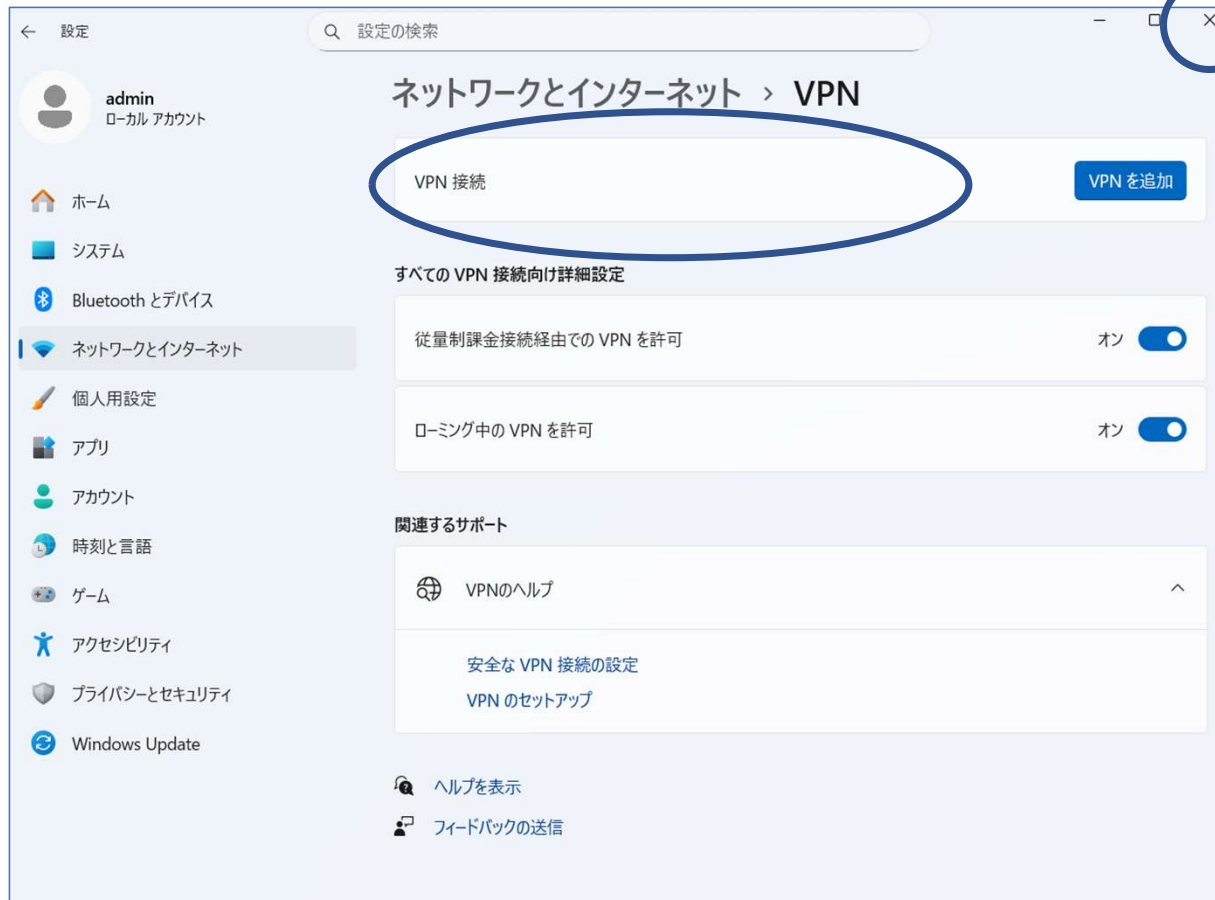 設定
設定の検索
admin
ローカル アカウント
ホーム
システム
Bluetooth とデバイス
ネットワークとインターネット
個人用設定
アプリ
アカウント
時刻と言語
ゲーム
アクセシビリティ
プライバシーとセキュリティ
Windows Update
ネットワークとインターネット › VPN
VPN 接続
VPN を追加
すべての VPN 接続向け詳細設定
従量制課金接続経由での VPN を許可
オン
ローミング中の VPN を許可
オン
関連するサポート
VPNのヘルプ
安全な VPN 接続の設定
VPN のセットアップ
ヘルプを表示
フィードバックの送信